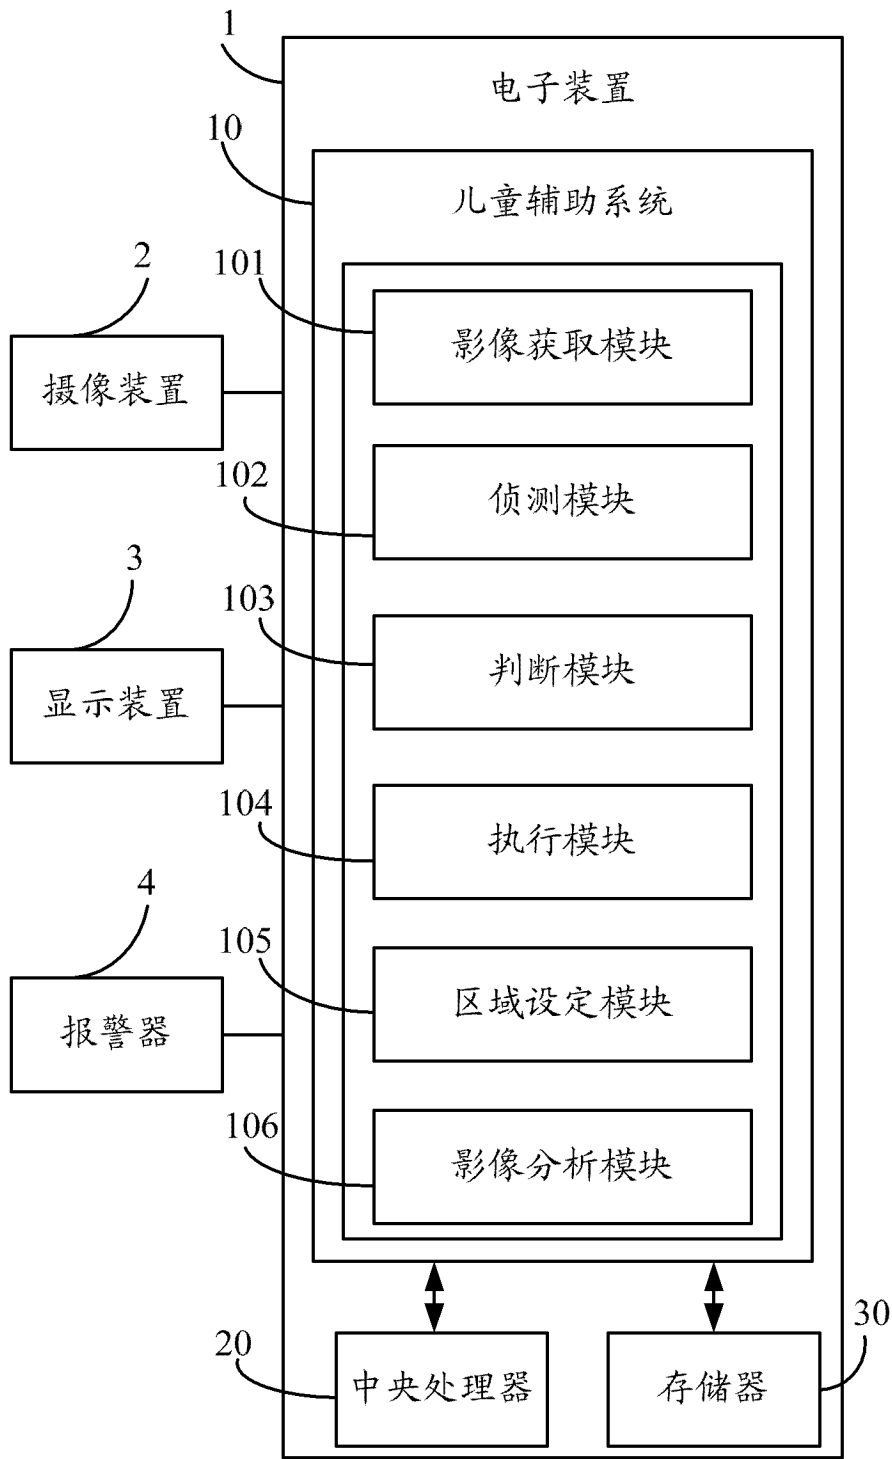 1
电子装置
10
儿童辅助系统
2
101
影像获取模块
摄像装置
102
侦测模块
3
103
判断模块
显示装置
104
执行模块
4
105
区域设定模块
报警器
106
影像分析模块
20
30
中央处理器
存储器